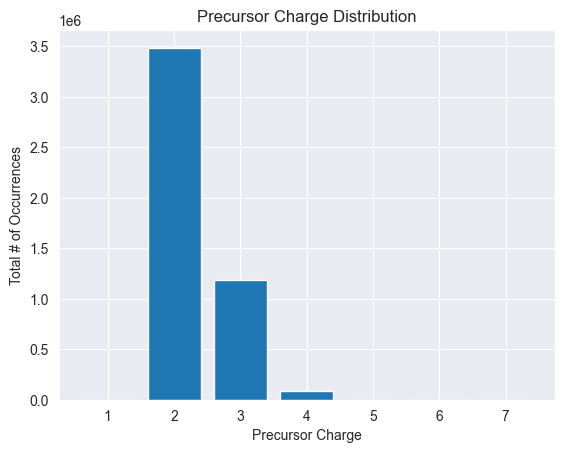 Precursor Charge Distribution
1e6
3.5
3.0
2.5
2.0
1.5
1.0
0.5
0.0
Total # of Occurrences
1 2 3 4 5 6 7
Precursor Charge